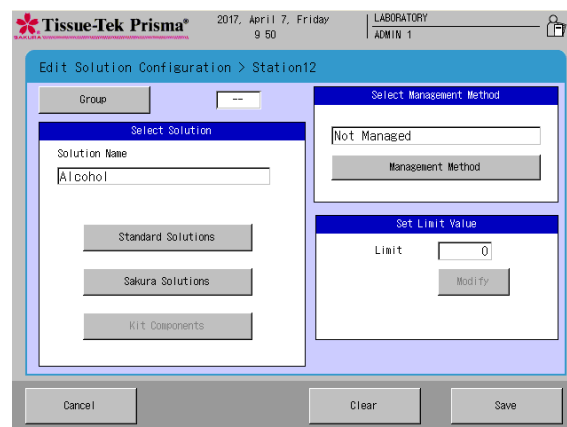 Tissue-Tek Prisma®
SAKURA
2017, April 7, Friday
9 50
LABORATORY
ADMIN 1
Edit Solution Configuration > Station12
Group
--
Select Solution
Solution Name
Alcohol
Standard Solutions
Sakura Solutions
Kit Components
Select Management Method
Not Managed
Management Method
Set Limit Value
Limit
0
Modify
Cancel
Clear
Save